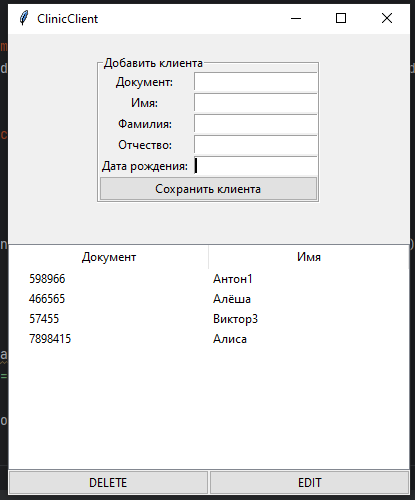 ClinicClient
Добавить клиента
Документ:
Имя:
Фамилия:
Отчество:
Дата рождения:
Сохранить клиента
Документ Имя
598966 Антон1
466565 Алёша
57455 Виктор3
7898415 Алиса
DELETE EDIT